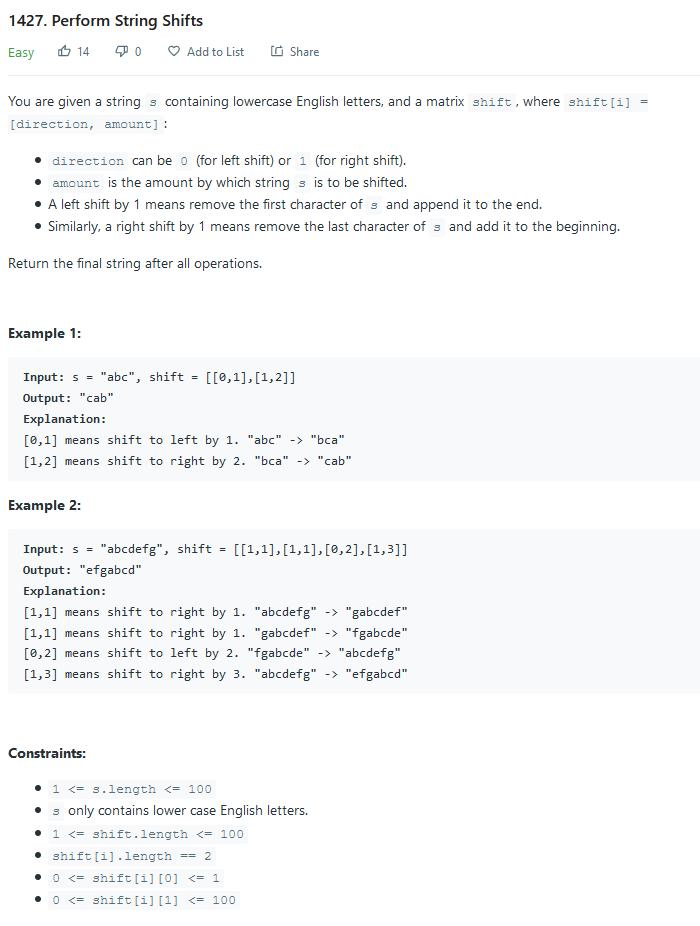 1427. Perform String Shifts
Easy 14 0 Add to List Share
You are given a string s containing lowercase English letters, and a matrix shift, where shift[i] =
[direction, amount]:
• direction can be 0 (for left shift) or 1 (for right shift).
• amount is the amount by which string s is to be shifted.
• A left shift by 1 means remove the first character of s and append it to the end.
• Similarly, a right shift by 1 means remove the last character of s and add it to the beginning.
Return the final string after all operations.
Example 1:
Input: s = "abc", shift = [[0,1],[1,2]]
Output: "cab"
Explanation:
[0,1] means shift to left by 1. "abc" -> "bca"
[1,2] means shift to right by 2. "bca" -> "cab"
Example 2:
Input: s = "abcdefg", shift = [[1,1],[1,1],[0,2],[1,3]]
Output: "efgabcd"
Explanation:
[1,1] means shift to right by 1. "abcdefg" -> "gabcdef"
[1,1] means shift to right by 1. "gabcdef" -> "fgabcde"
[0,2] means shift to left by 2. "fgabcde" -> "abcdefg"
[1,3] means shift to right by 3. "abcdefg" -> "efgabcd"
Constraints:
• 1 <= s.length <= 100
• s only contains lower case English letters.
• 1 <= shift.length <= 100
• shift[i].length == 2
• 0 <= shift[i][0] <= 1
• 0 <= shift[i][1] <= 100